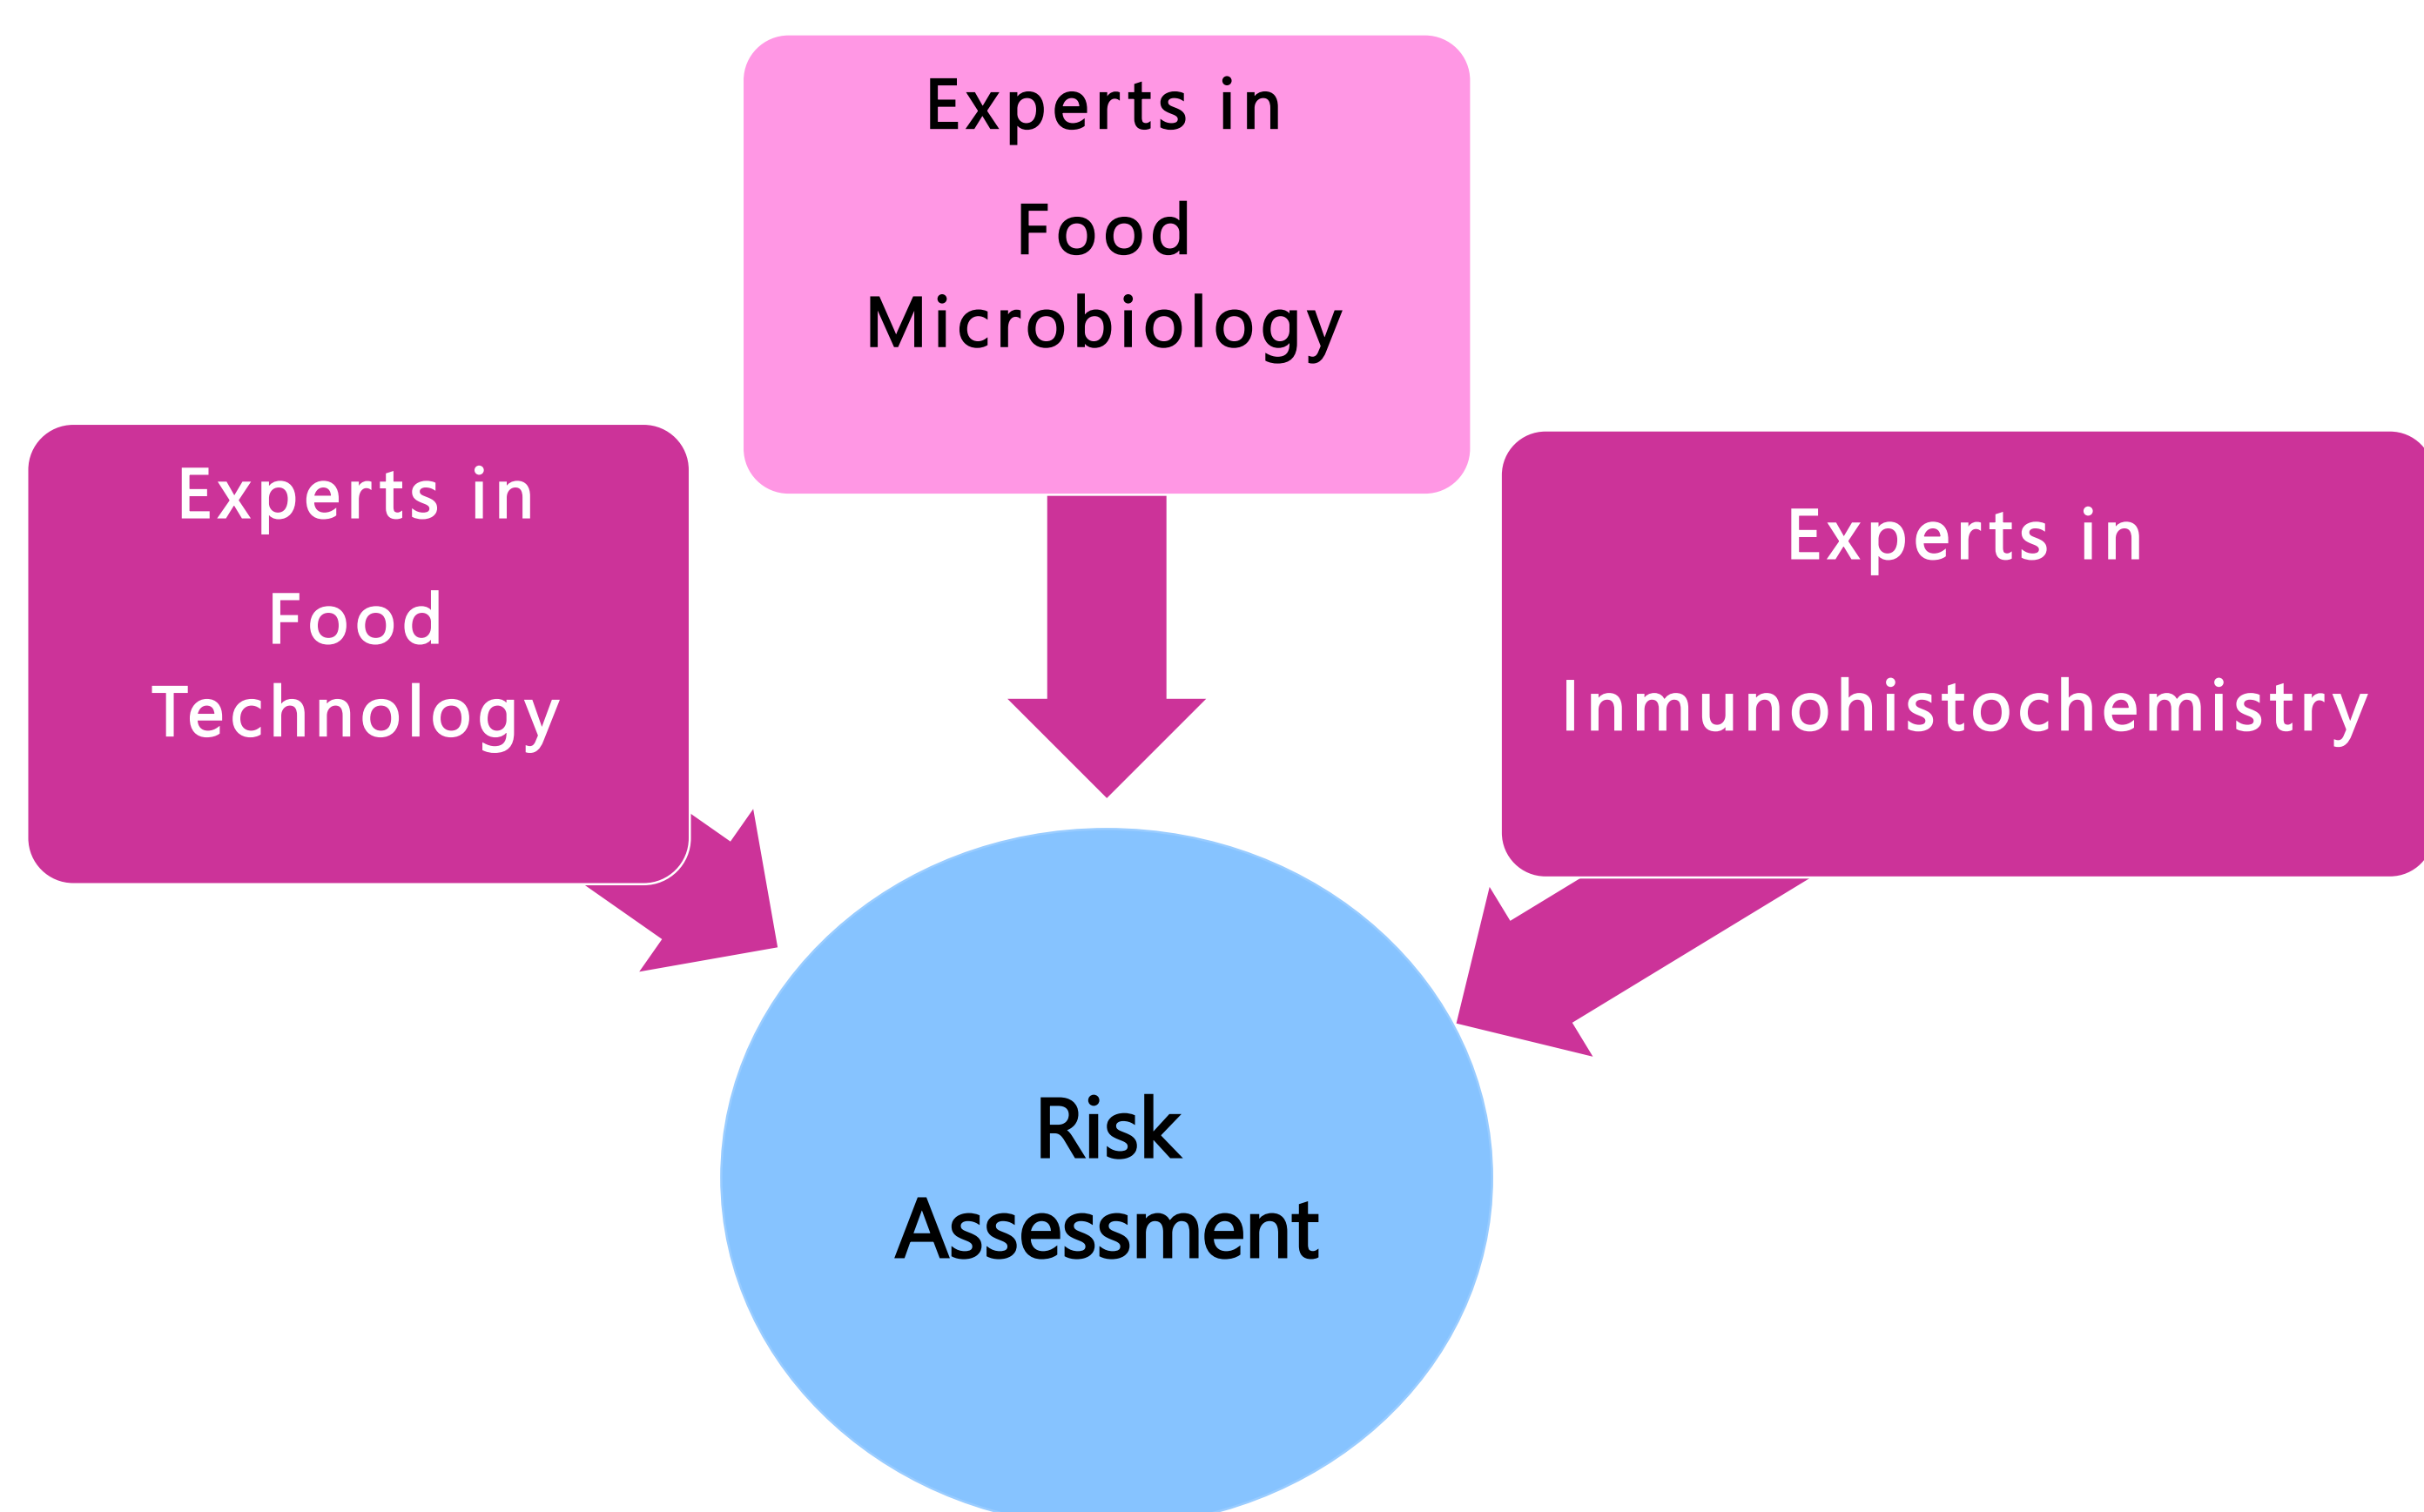 Experts in
Food
Microbiology
Experts in
Food
Technology
Experts in
Inmunohistochemistry
Risk
Assessment